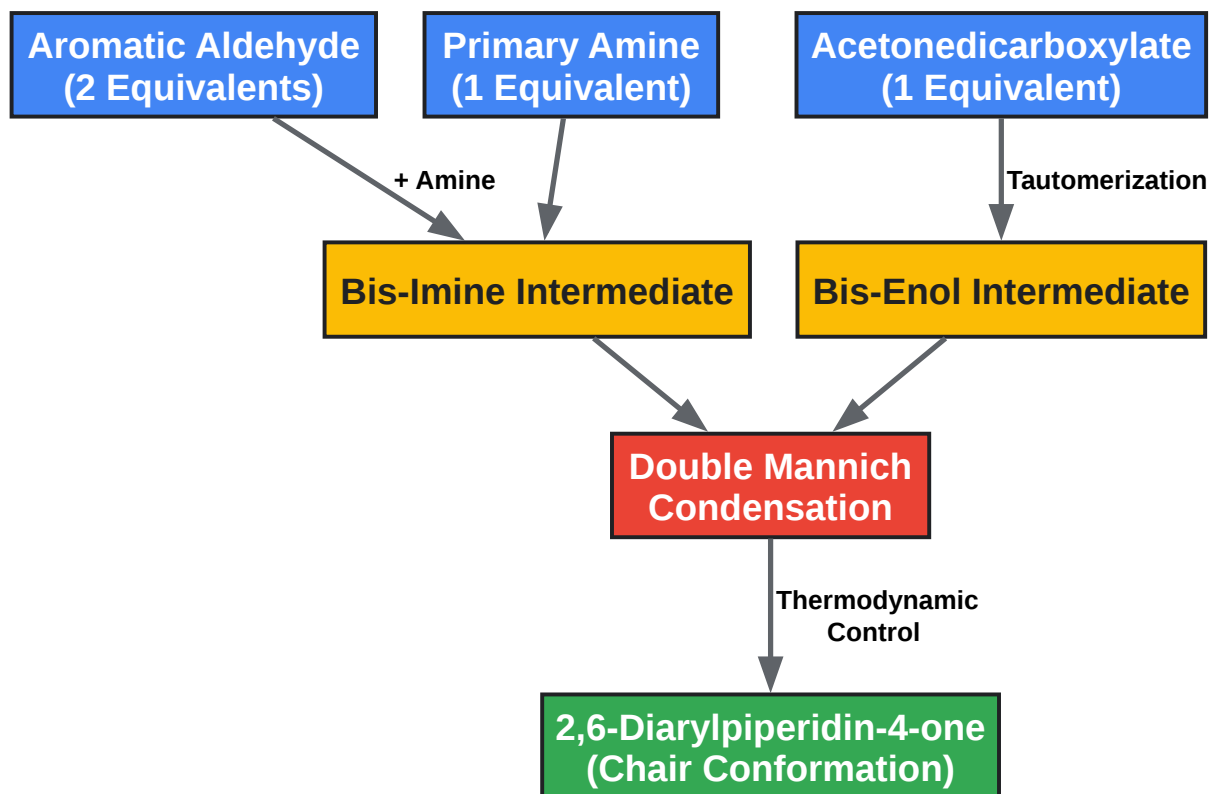 Aromatic Aldehyde
(2 Equivalents)
Primary Amine
(1 Equivalent)
Acetonedicarboxylate
(1 Equivalent)
+ Amine
Tautomerization
Bis-Imine Intermediate
Bis-Enol Intermediate
Double Mannich
Condensation
Thermodynamic
Control
2,6-Diarylpiperidin-4-one
(Chair Conformation)